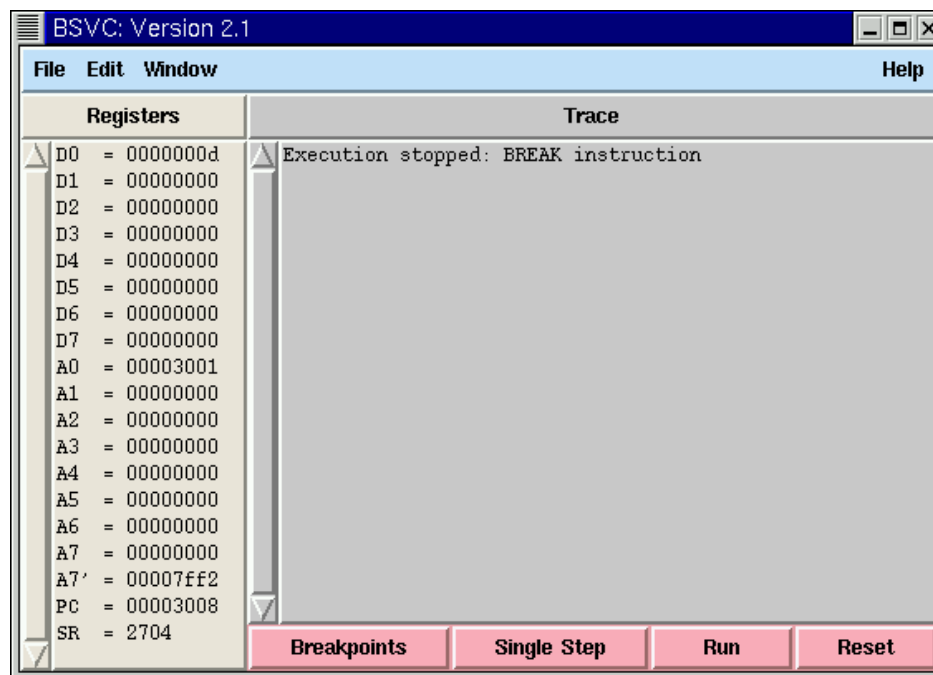 BSVC: Version 2.1
File Edit Window Help
Registers Trace
D0 = 0000000d
D1 = 00000000
D2 = 00000000
D3 = 00000000
D4 = 00000000
D5 = 00000000
D6 = 00000000
D7 = 00000000
A0 = 00003001
A1 = 00000000
A2 = 00000000
A3 = 00000000
A4 = 00000000
A5 = 00000000
A6 = 00000000
A7 = 00000000
A7' = 00007ff2
PC = 00003008
SR = 2704
Execution stopped: BREAK instruction
Breakpoints Single Step Run Reset